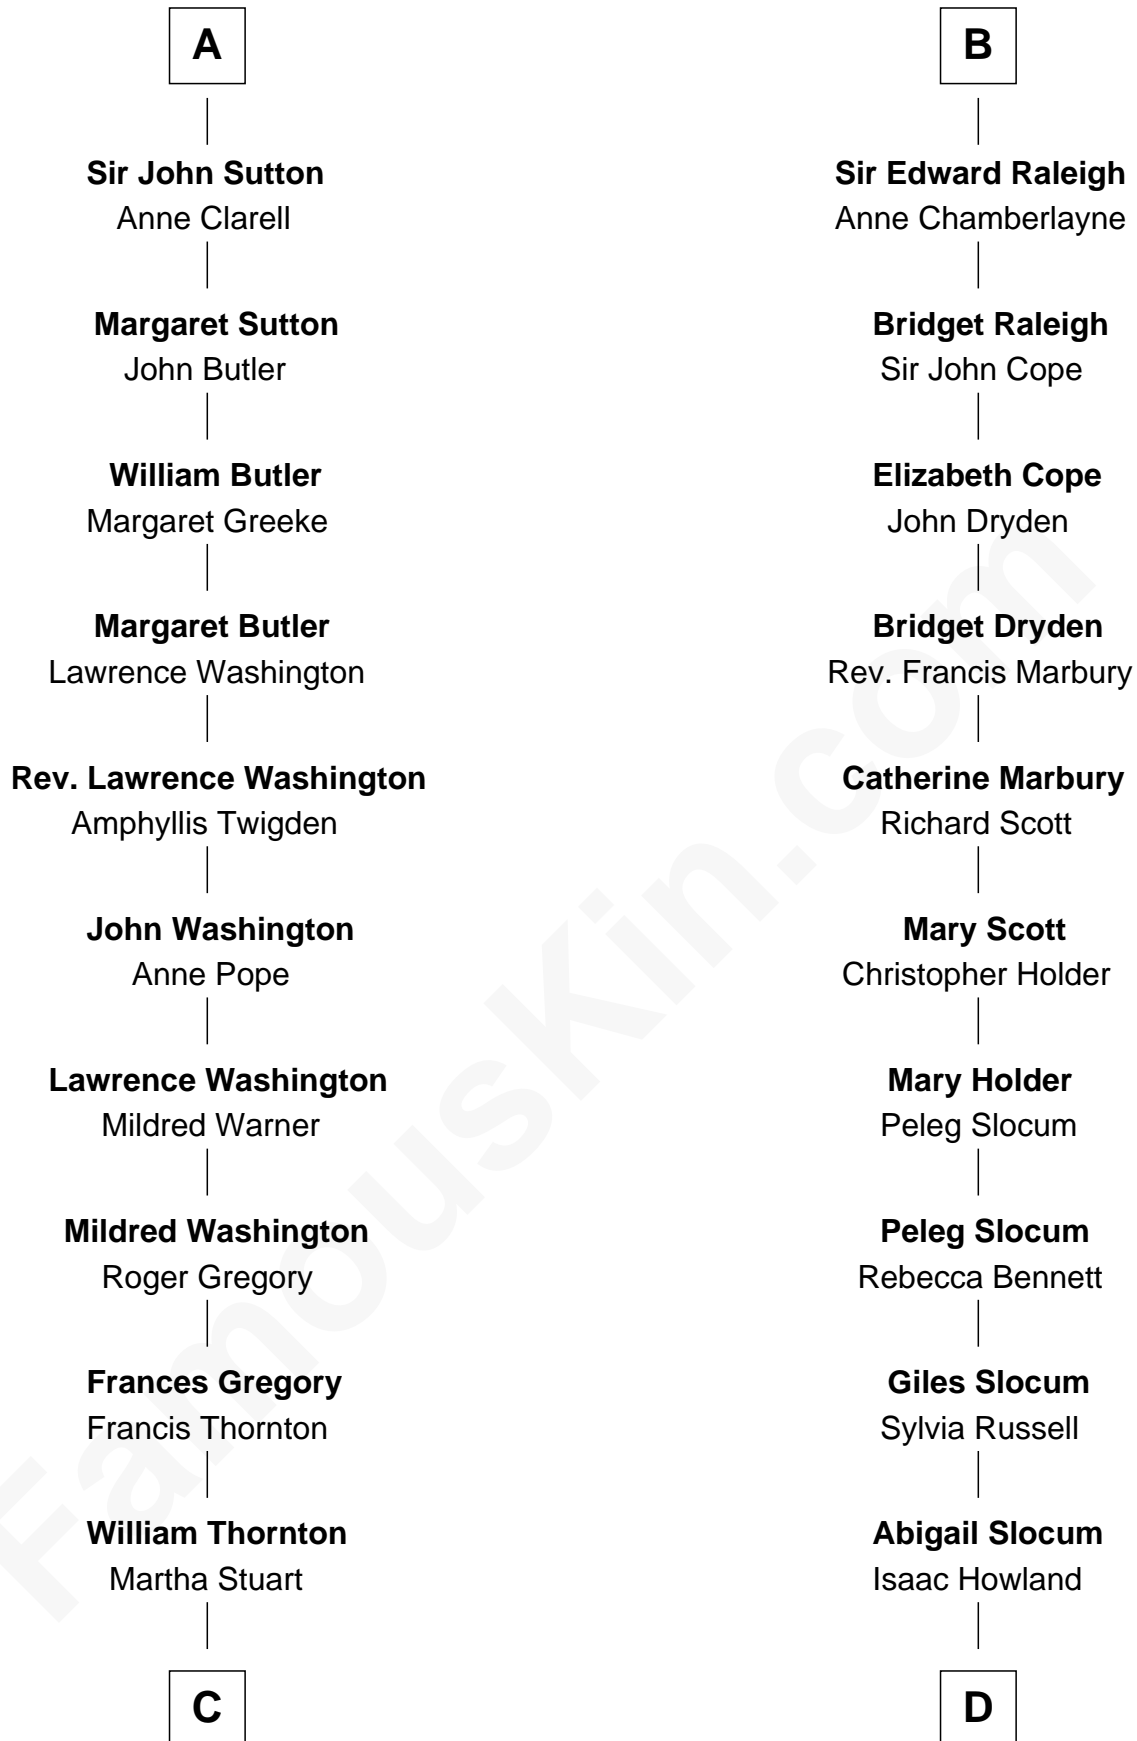 A
Sir John Sutton
Anne Clarell
Margaret Sutton
John Butler
William Butler
Margaret Greeke
Margaret Butler
Lawrence Washington
Rev. Lawrence Washington
Amphyllis Twigden
John Washington
Anne Pope
Lawrence Washington
Mildred Warner
Mildred Washington
Roger Gregory
Frances Gregory
Francis Thornton
William Thornton
Martha Stuart
C
B
Sir Edward Raleigh
Anne Chamberlayne
Bridget Raleigh
Sir John Cope
Elizabeth Cope
John Dryden
Bridget Dryden
Rev. Francis Marbury
Catherine Marbury
Richard Scott
Mary Scott
Christopher Holder
Mary Holder
Peleg Slocum
Peleg Slocum
Rebecca Bennett
Giles Slocum
Sylvia Russell
Abigail Slocum
Isaac Howland
D
FamousKin.com